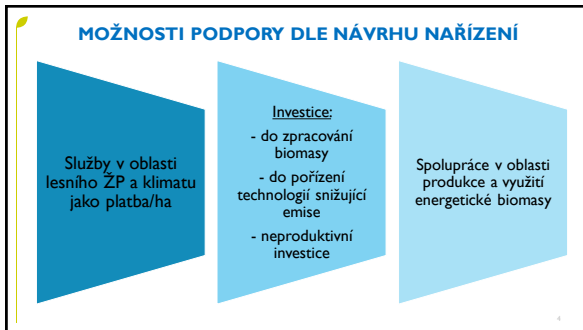 MOŽNOSTI PODPORY DLE NÁVRHU NAŘÍZENÍ
Služby v oblasti
lesního ŽP a klimatu
jako platba/ha
Investice:
- do zpracování
biomasy
- do pořízení
technologií snižující
emise
- neproduktivní
investice
Spolupráce v oblasti
produkce a využití
energetické biomasy
4